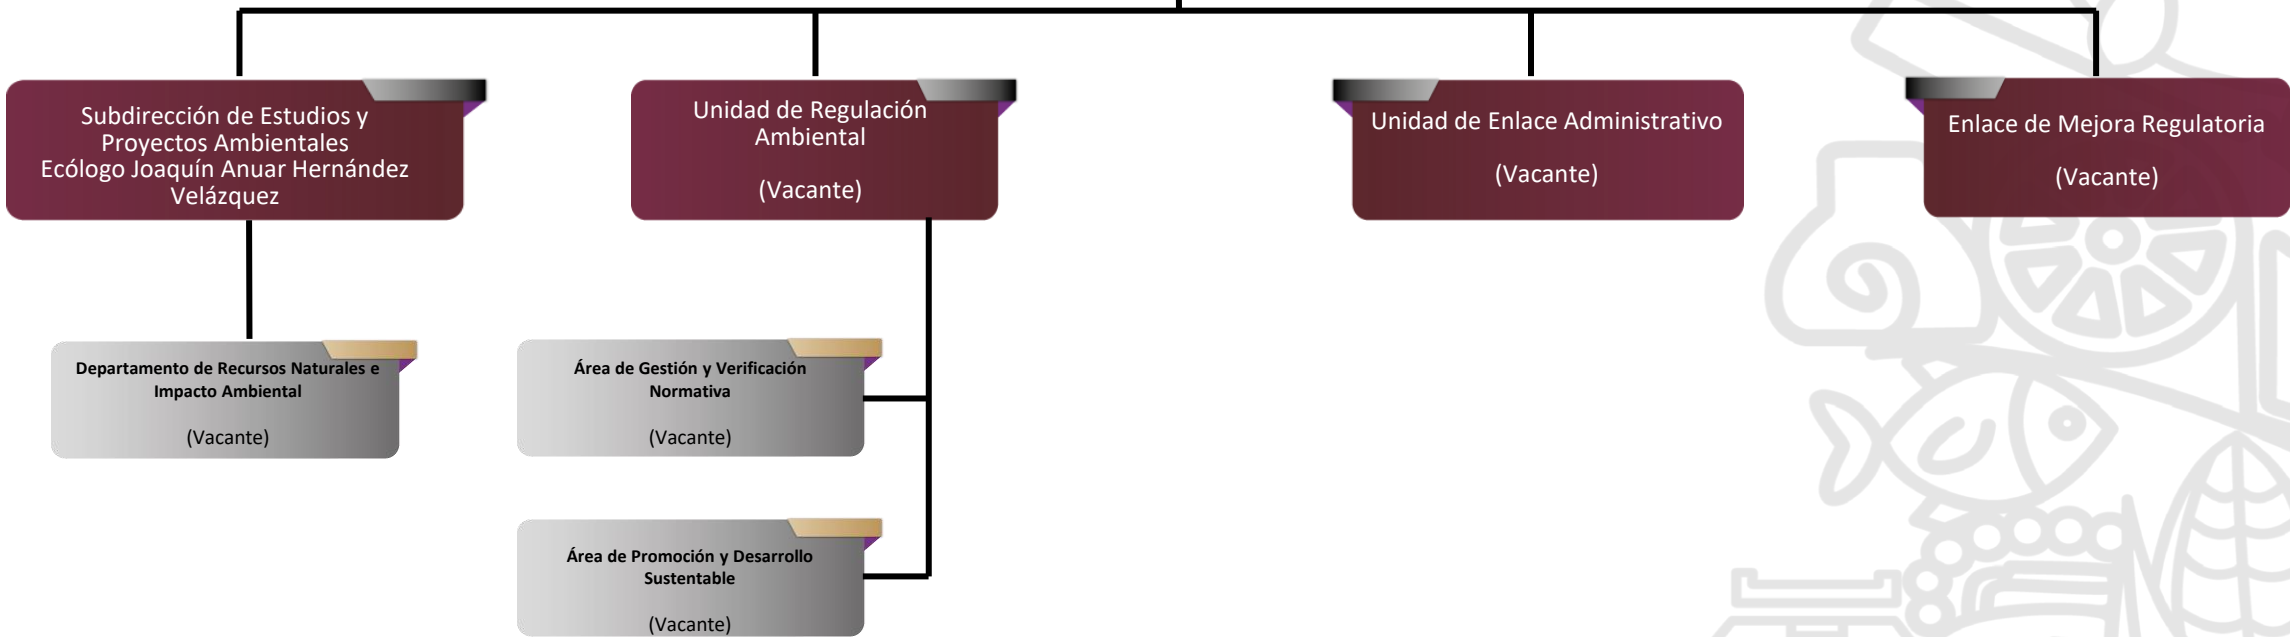 Subdirección de Estudios y
Proyectos Ambientales
Ecólogo Joaquín Anuar Hernández
Velázquez
Unidad de Regulación
Ambiental
(Vacante)
Unidad de Enlace Administrativo
(Vacante)
Enlace de Mejora Regulatoria
(Vacante)
Departamento de Recursos Naturales e
Impacto Ambiental
(Vacante)
Área de Gestión y Verificación
Normativa
(Vacante)
Área de Promoción y Desarrollo
Sustentable
(Vacante)